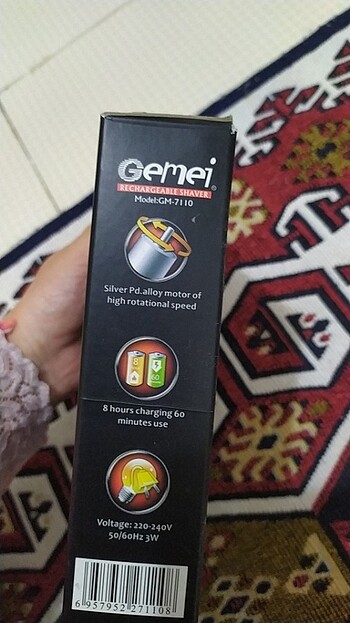 Gemei®
RECHARGEABLE SHAVER
Model:GM-7110
Silver Pd.alloy motor of
high rotational speed
8 hours charging 60
minutes use
Voltage: 220-240V
50/60Hz 3W
6 957952 271108